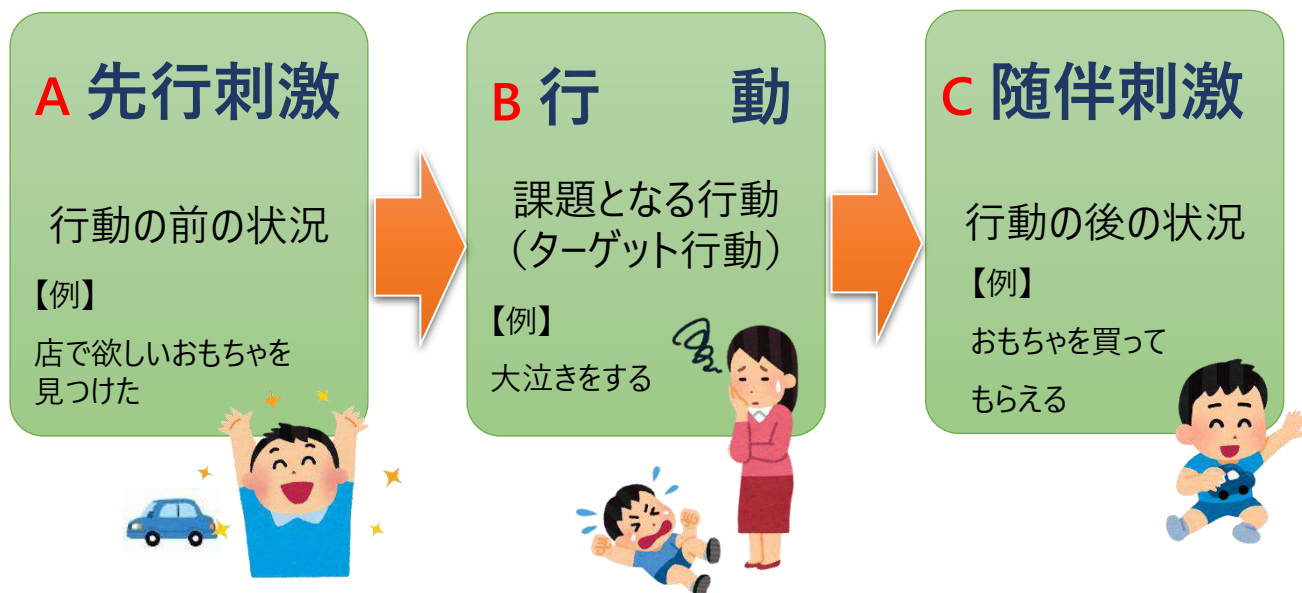 A 先行刺激
行動の前の状況
【例】
店で欲しいおもちゃを
見つけた
B 行　　動
課題となる行動
（ターゲット行動）
【例】
大泣きをする
C 随伴刺激
行動の後の状況
【例】
おもちゃを買って
もらえる